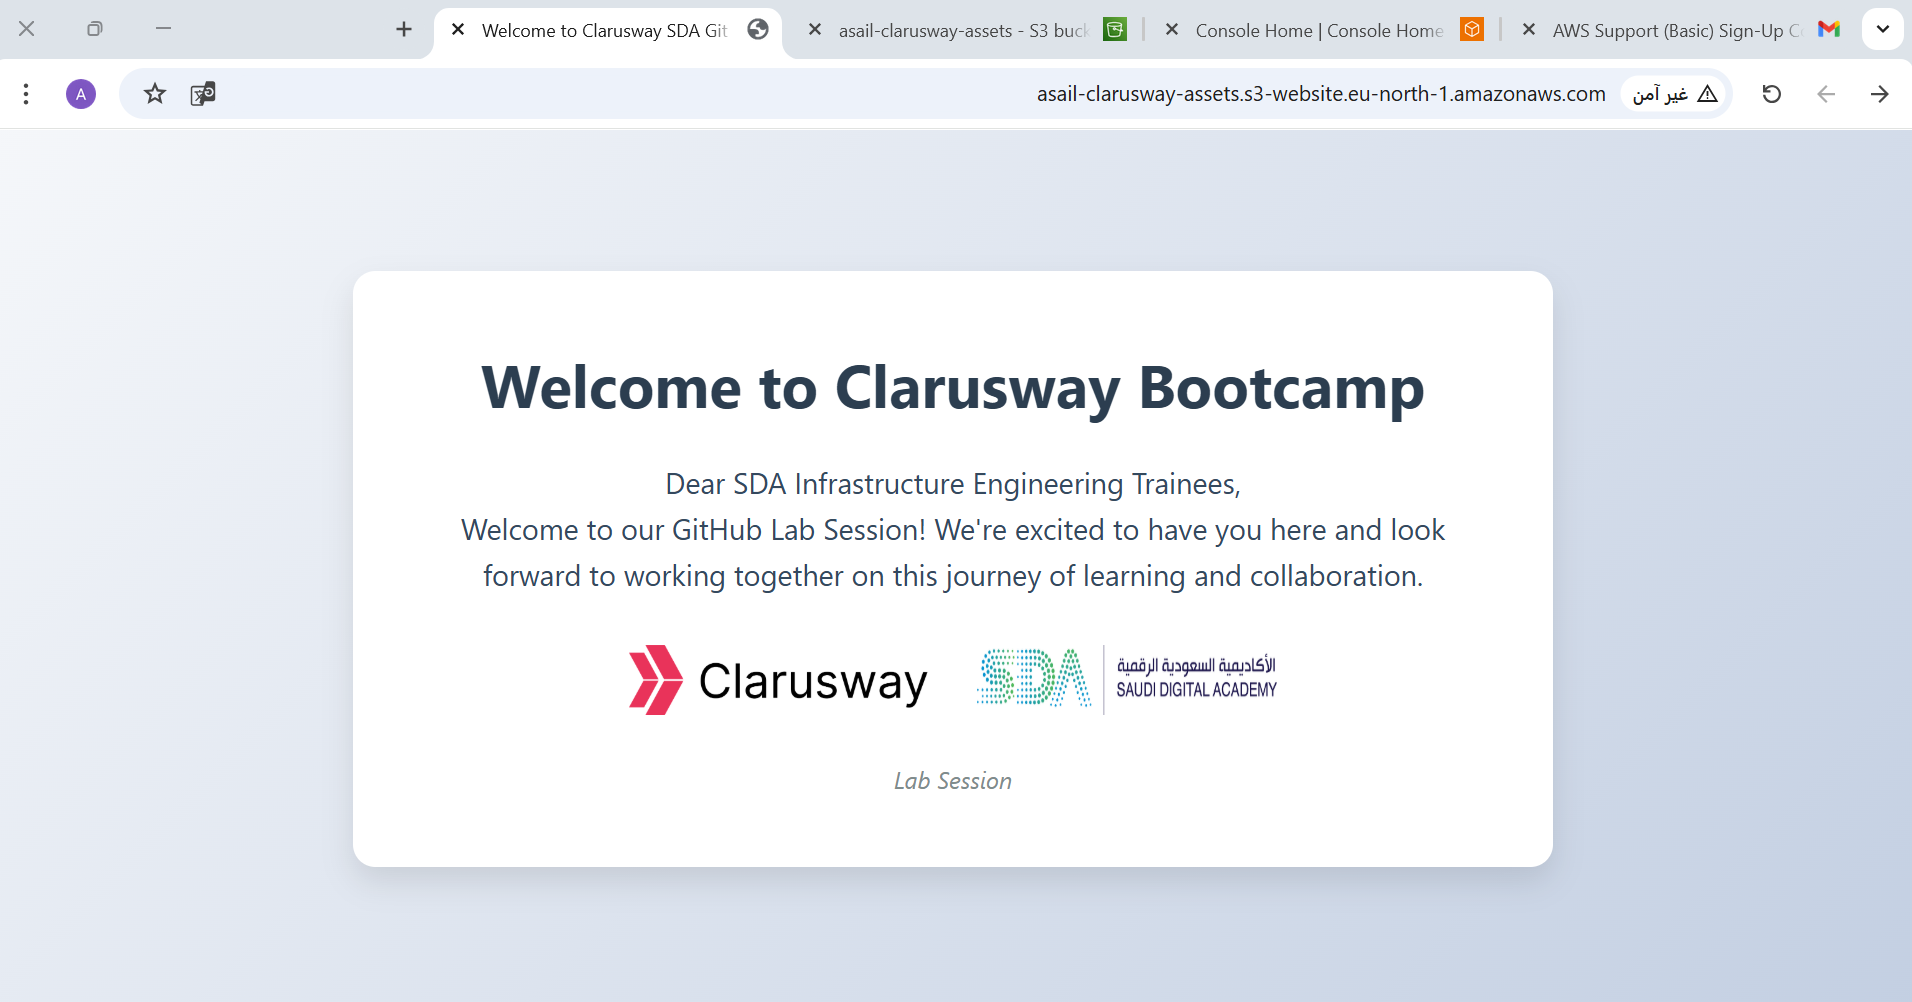 Welcome to Clarusway SDA Git
asail-clarusway-assets - S3 buck
Console Home | Console Home
AWS Support (Basic) Sign-Up Co
A
asail-clarusway-assets.s3-website.eu-north-1.amazonaws.com
غير آمن
Welcome to Clarusway Bootcamp
Dear SDA Infrastructure Engineering Trainees,
Welcome to our GitHub Lab Session! We're excited to have you here and look
forward to working together on this journey of learning and collaboration.
Clarusway
SDA
الأكاديمية السعودية الرقمية
SAUDI DIGITAL ACADEMY
Lab Session